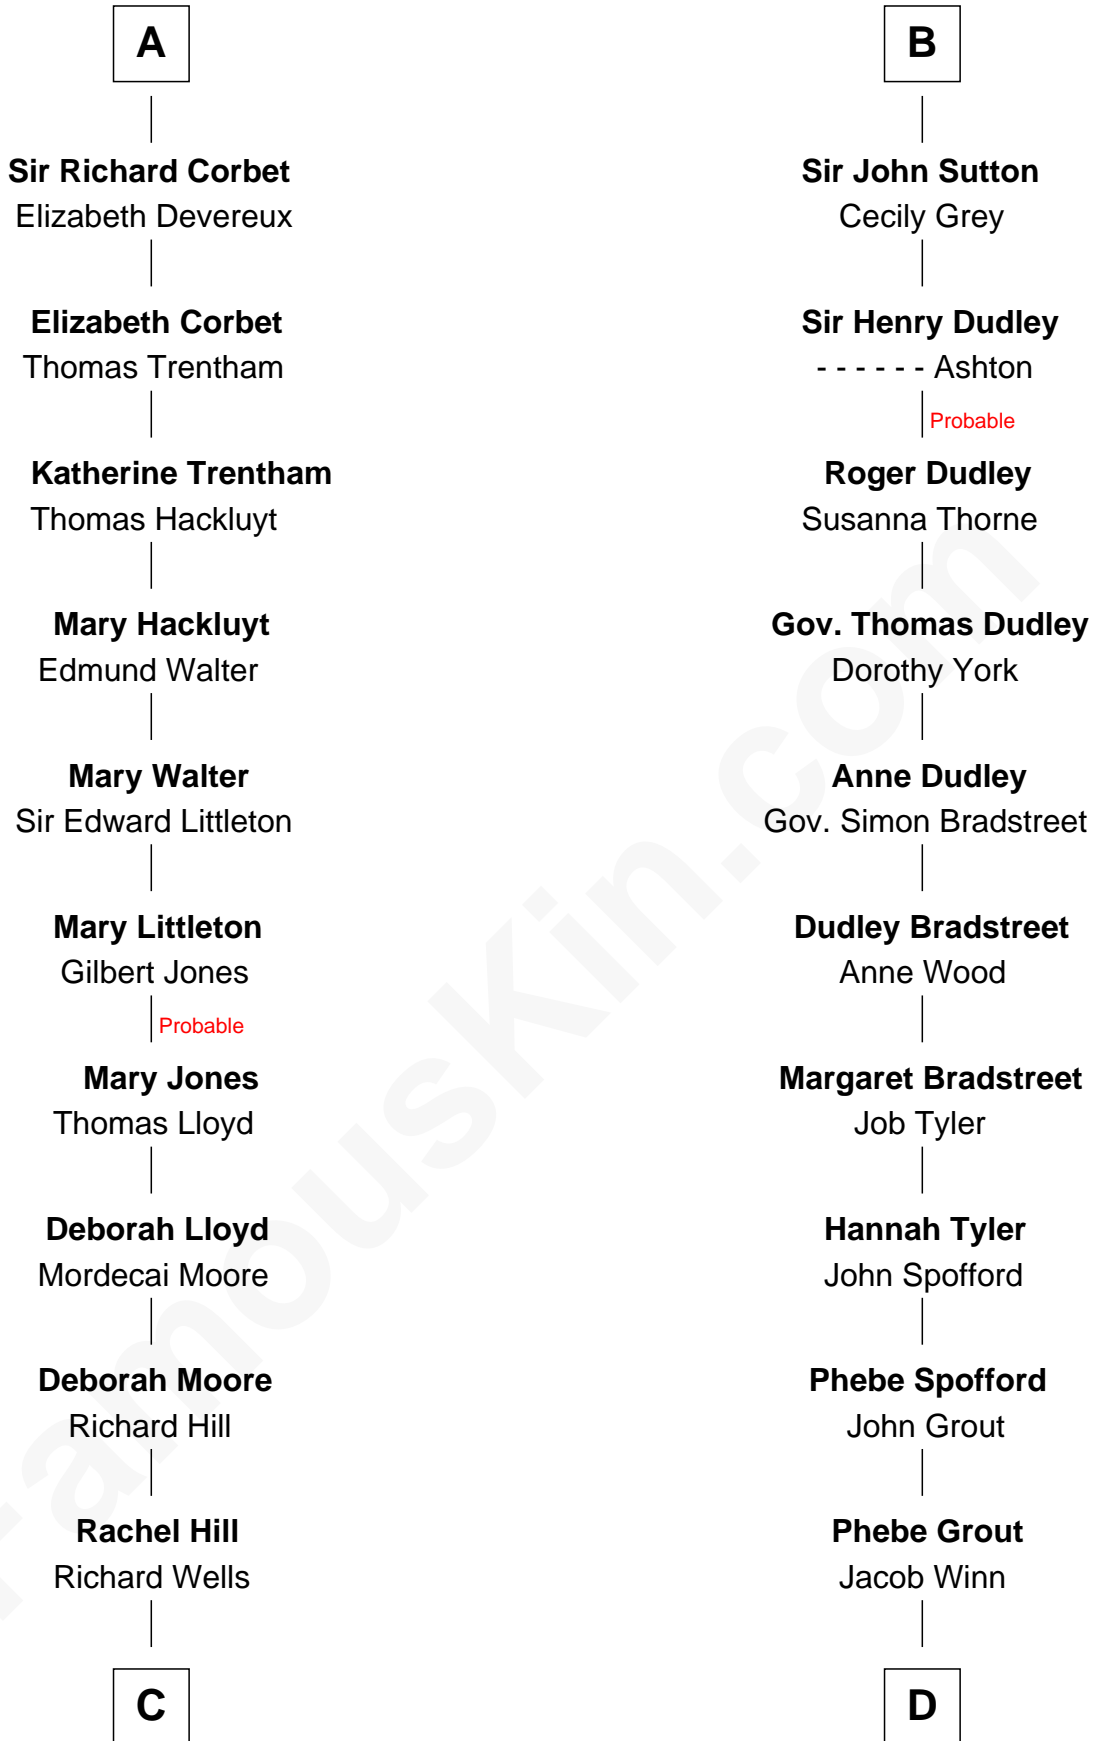 A
Sir Richard Corbet
Elizabeth Devereux
Elizabeth Corbet
Thomas Trentham
Katherine Trentham
Thomas Hackluyt
Mary Hackluyt
Edmund Walter
Mary Walter
Sir Edward Littleton
Mary Littleton
Gilbert Jones
Probable
Mary Jones
Thomas Lloyd
Deborah Lloyd
Mordecai Moore
Deborah Moore
Richard Hill
Rachel Hill
Richard Wells
C
B
Sir John Sutton
Cecily Grey
Sir Henry Dudley
- - - - - - Ashton
Probable
Roger Dudley
Susanna Thorne
Gov. Thomas Dudley
Dorothy York
Anne Dudley
Gov. Simon Bradstreet
Dudley Bradstreet
Anne Wood
Margaret Bradstreet
Job Tyler
Hannah Tyler
John Spofford
Phebe Spofford
John Grout
Phebe Grout
Jacob Winn
D
FamousKin.com